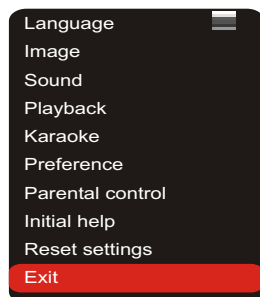 Language
Image
Sound
Playback
Karaoke
Preference
Parental control
Initial help
Reset settings
Exit